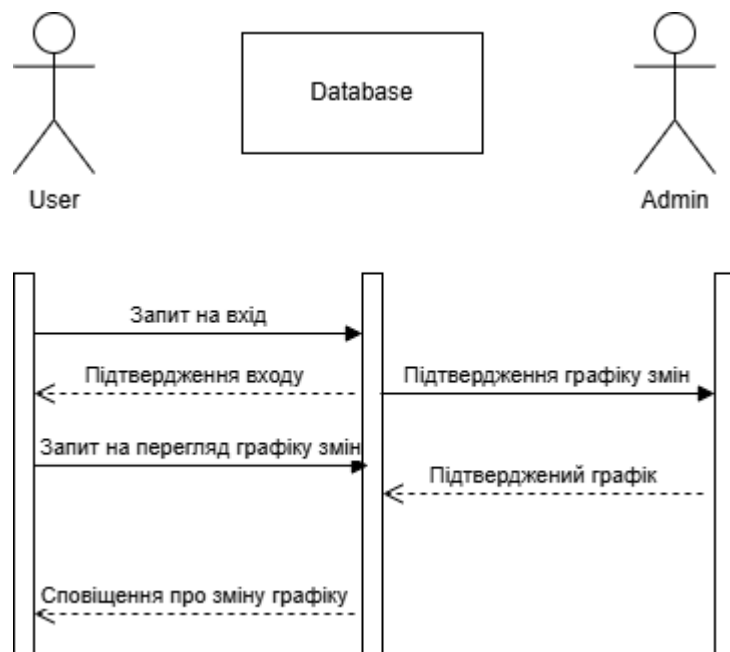 Database
User
Admin
Запит на вхід
Підтвердження входу
Підтвердження графіку змін
Запит на перегляд графіку змін
Підтверджений графік
Сповіщення про зміну графіку